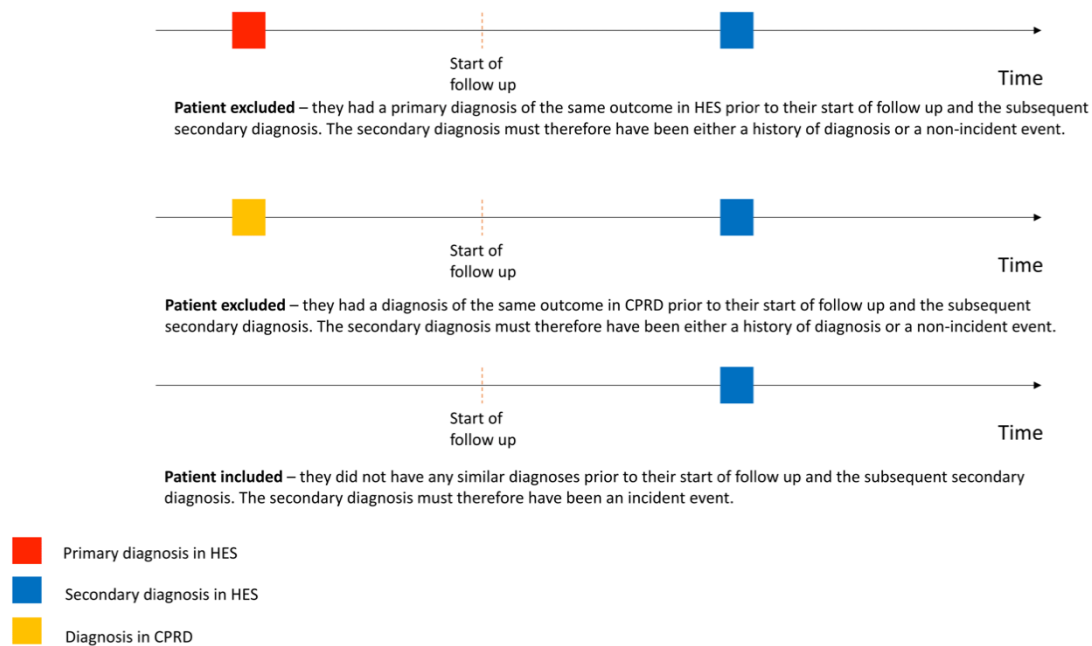 Start of
follow up
Time
Patient excluded – they had a primary diagnosis of the same outcome in HES prior to their start of follow up and the subsequent
secondary diagnosis. The secondary diagnosis must therefore have been either a history of diagnosis or a non-incident event.
Start of
follow up
Time
Patient excluded – they had a diagnosis of the same outcome in CPRD prior to their start of follow up and the subsequent
secondary diagnosis. The secondary diagnosis must therefore have been either a history of diagnosis or a non-incident event.
Start of
follow up
Time
Patient included – they did not have any similar diagnoses prior to their start of follow up and the subsequent secondary
diagnosis. The secondary diagnosis must therefore have been an incident event.
Primary diagnosis in HES
Secondary diagnosis in HES
Diagnosis in CPRD